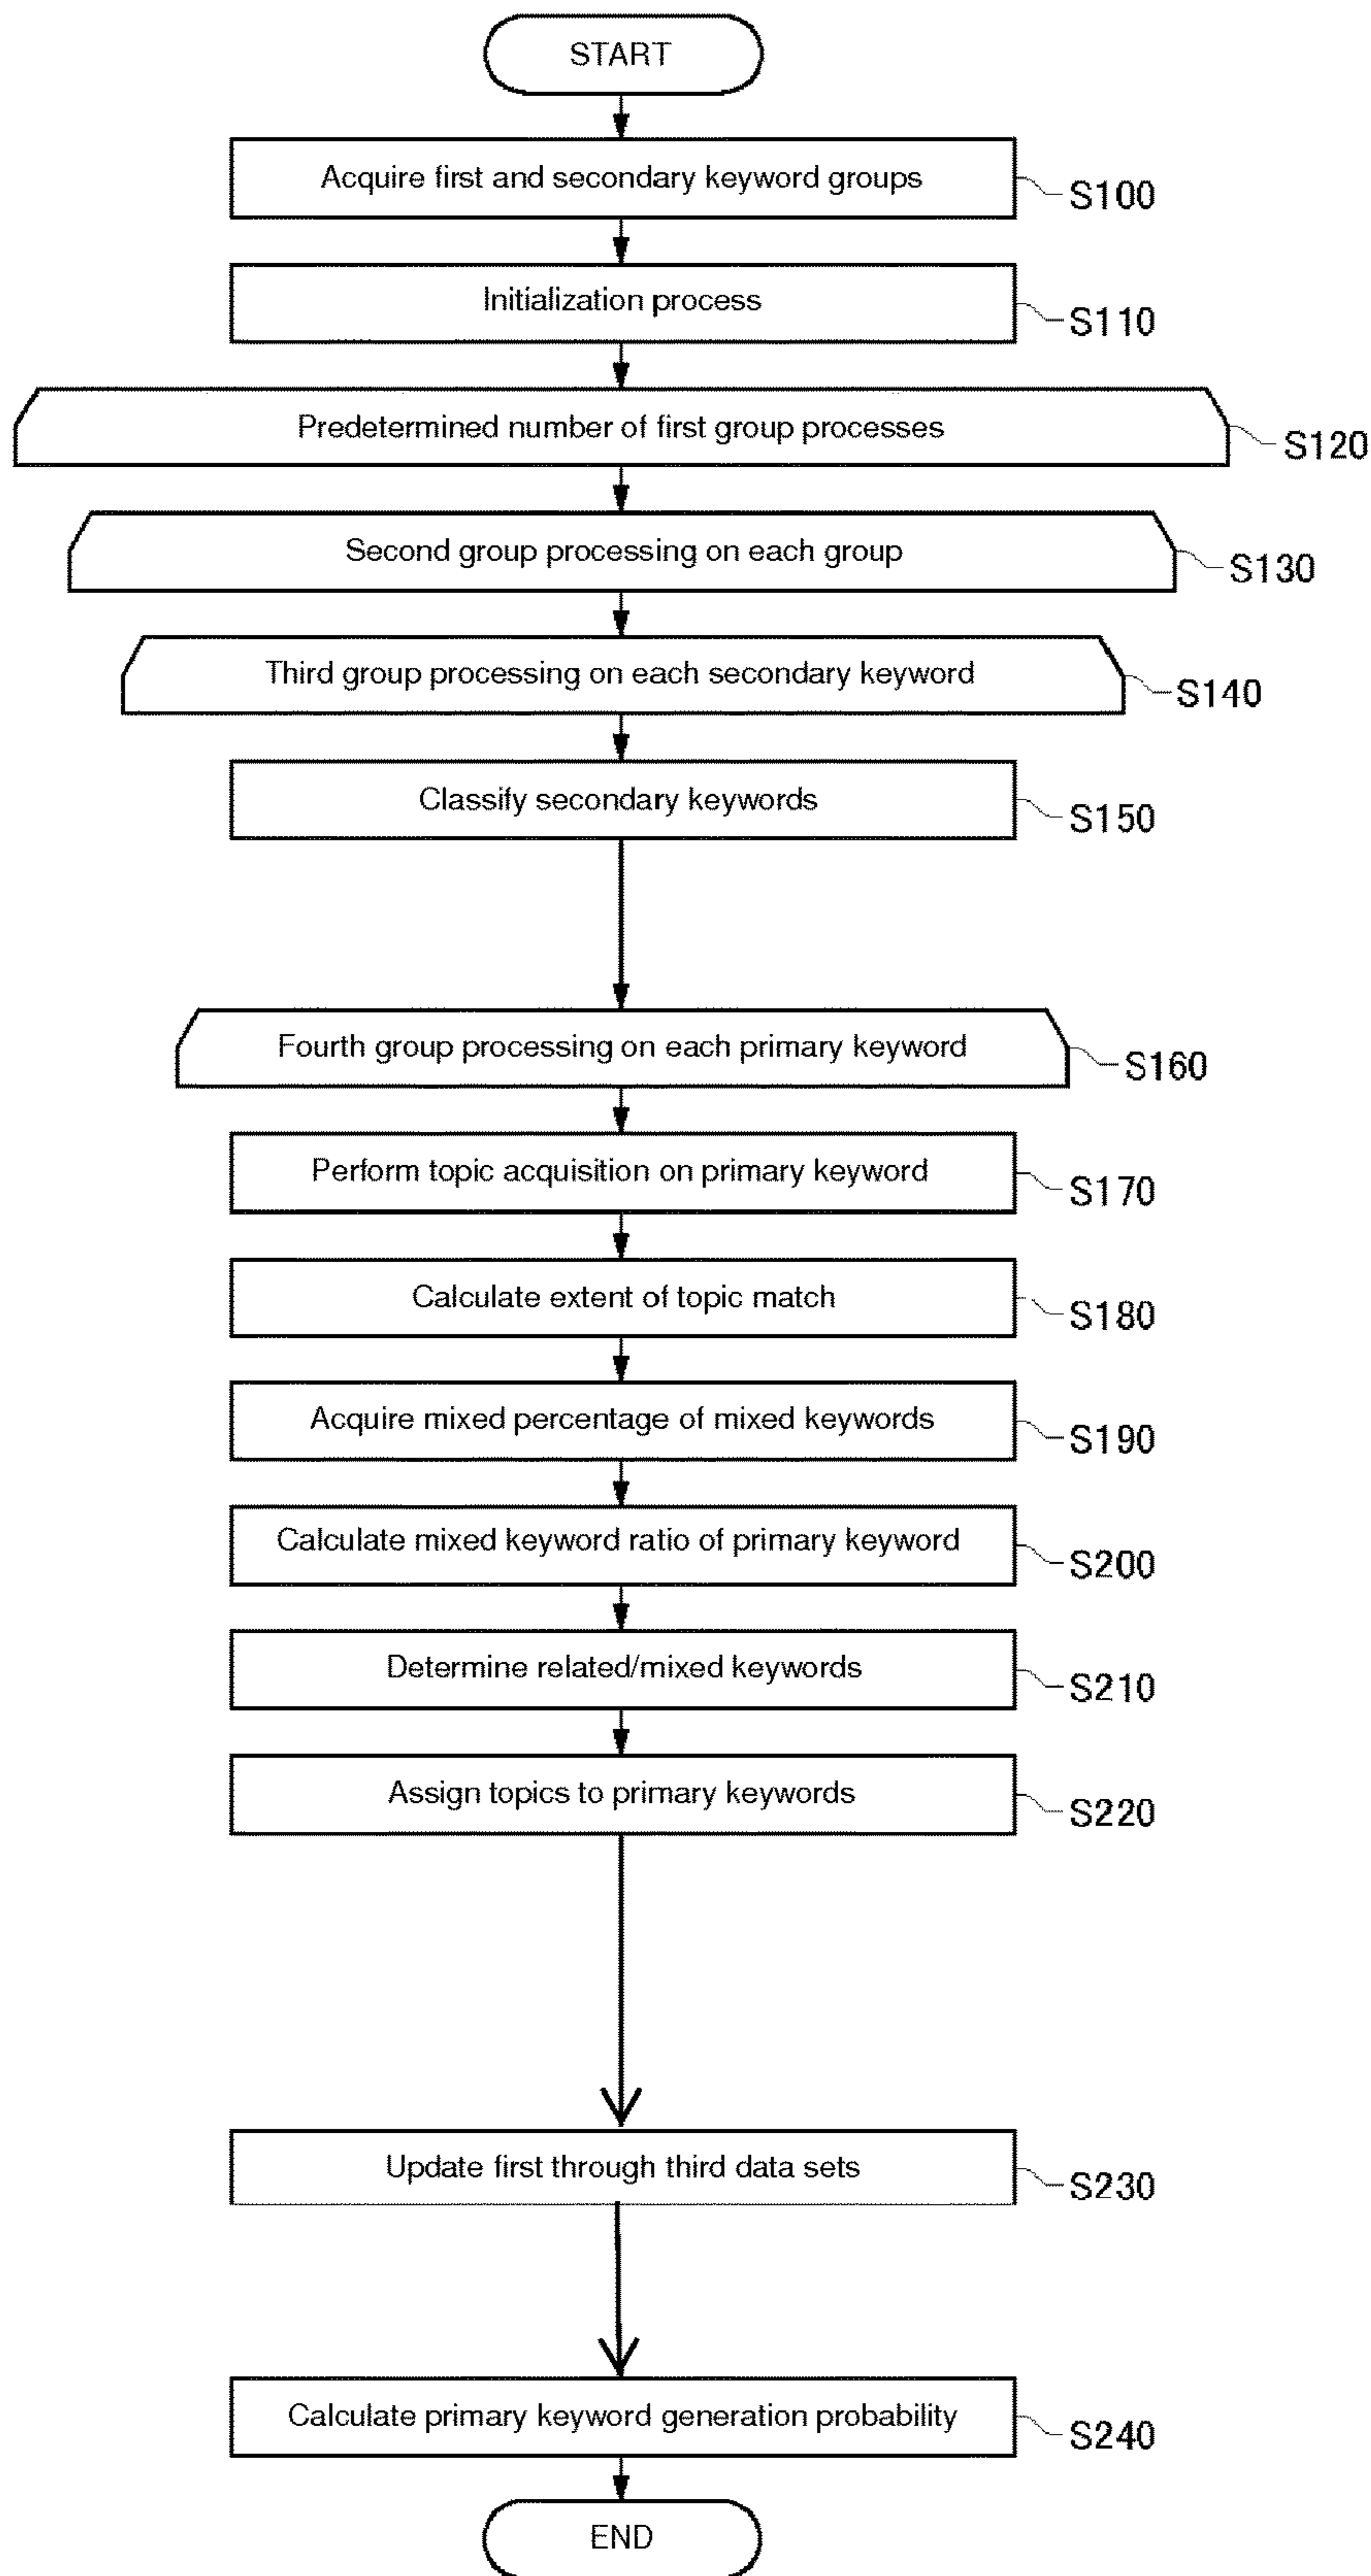 START
Acquire first and secondary keyword groups
S100
Initialization process
S110
Predetermined number of first group processes
S120
Second group processing on each group
S130
Third group processing on each secondary keyword
S140
Classify secondary keywords
S150
Fourth group processing on each primary keyword
S160
Perform topic acquisition on primary keyword
S170
Calculate extent of topic match
S180
Acquire mixed percentage of mixed keywords
S190
Calculate mixed keyword ratio of primary keyword
S200
Determine related/mixed keywords
S210
Assign topics to primary keywords
S220
Update first through third data sets
S230
Calculate primary keyword generation probability
S240
END